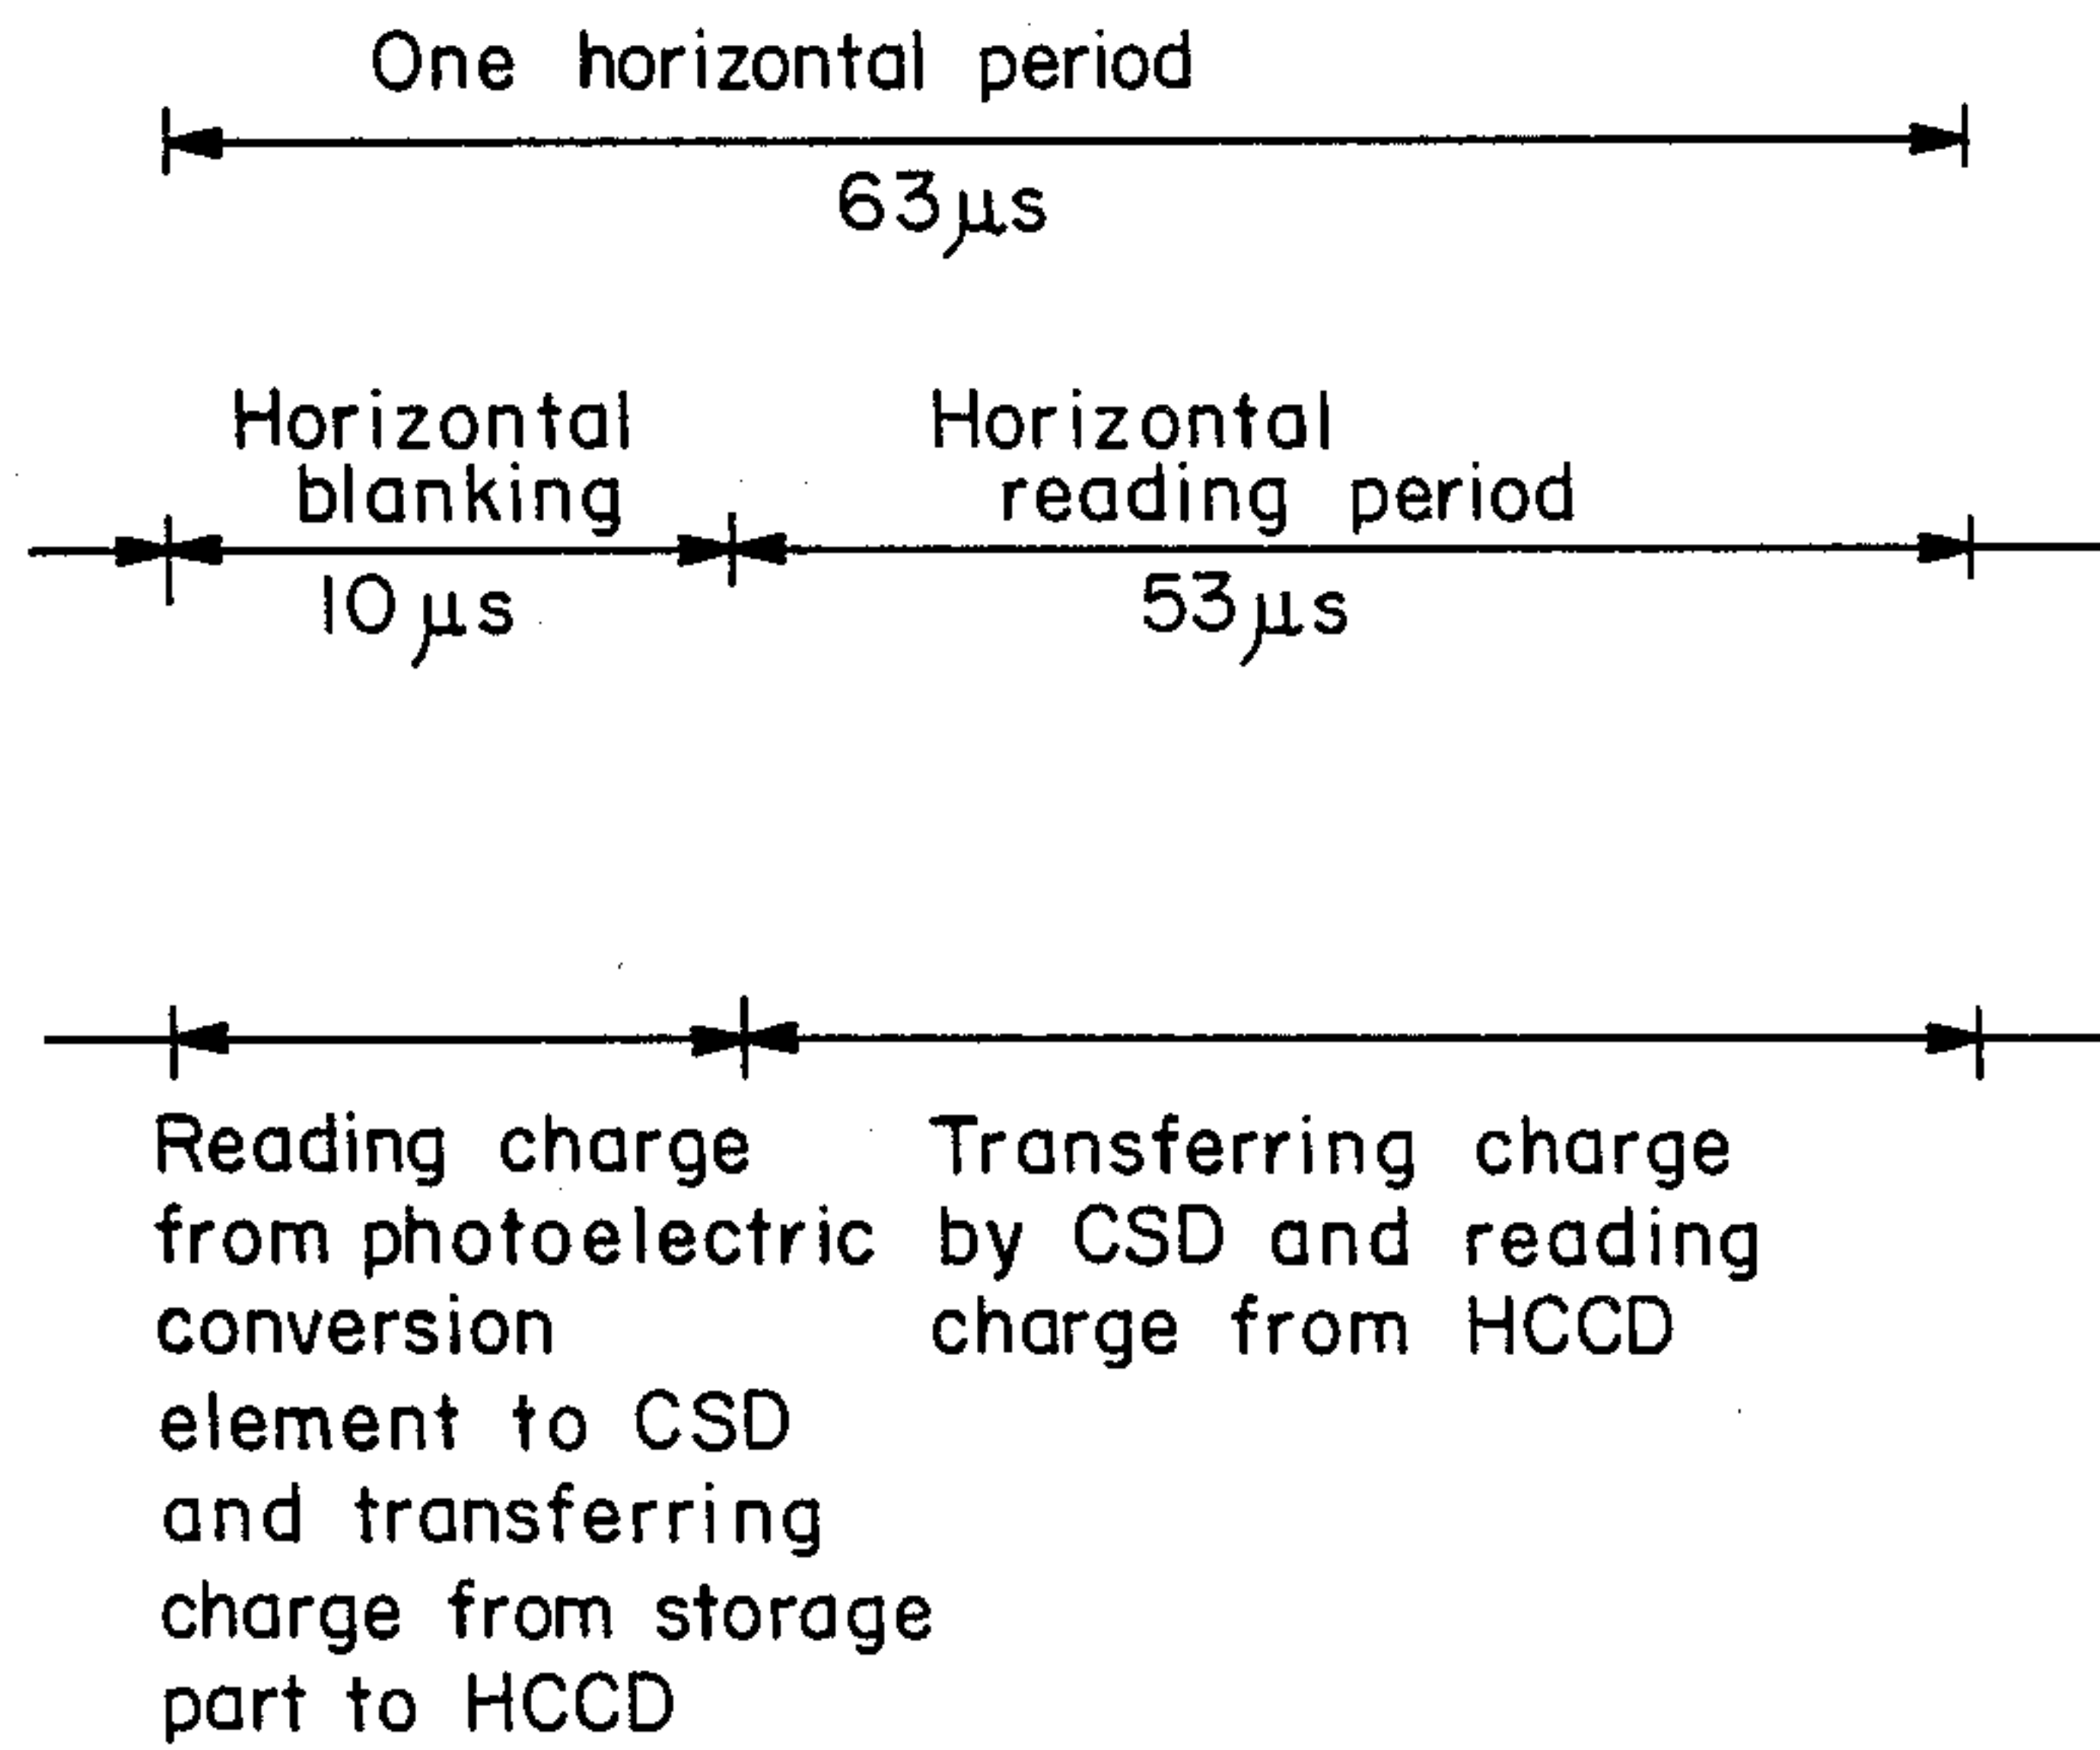 One horizontal period
63μs
Horizontal
blanking
10μs
Horizontal
reading period
53μs
Reading charge
from photoelectric
conversion
element to CSD
and transferring
charge from storage
part to HCCD
Transferring charge
by CSD and reading
charge from HCCD